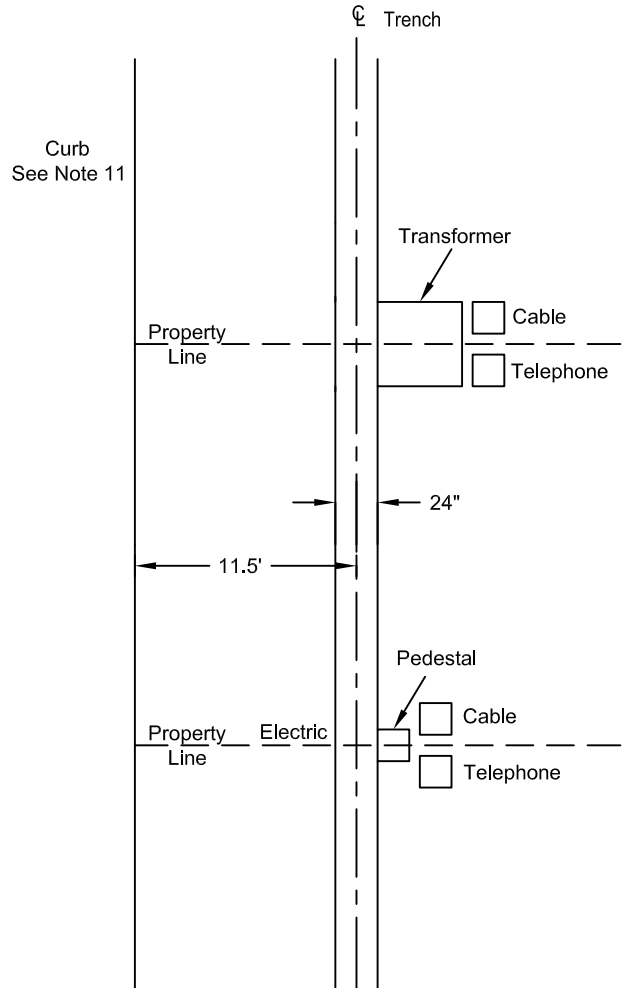 ℄ Trench
Curb
See Note 11
Transformer
Cable
Property
Line
Telephone
24"
11.5'
Pedestal
Cable
Property
Line
Electric
Telephone